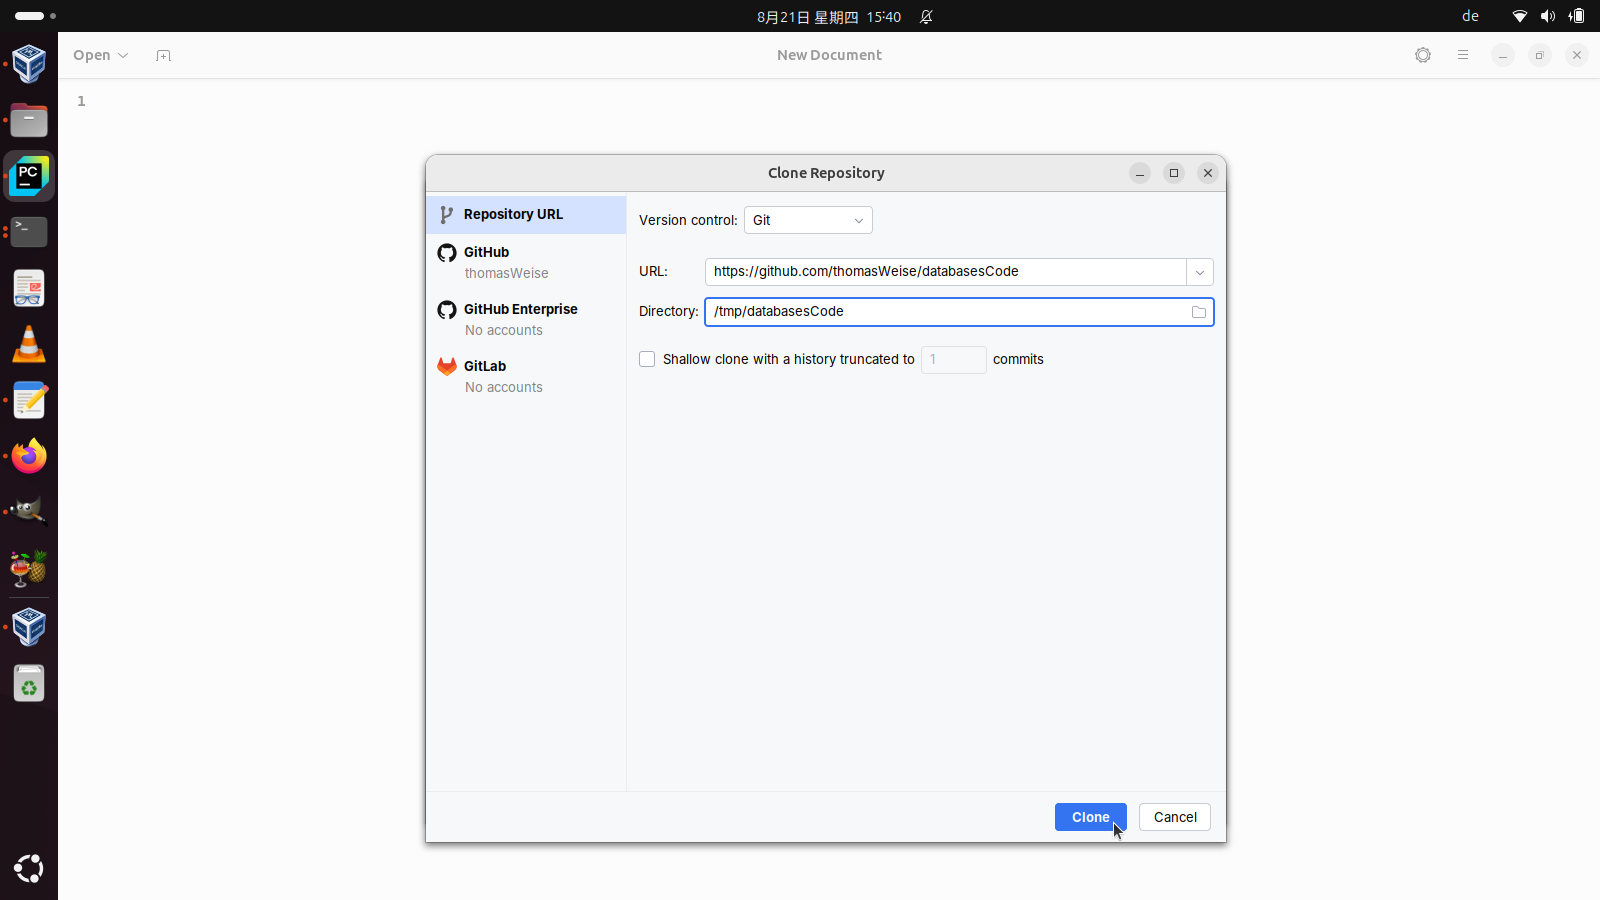 8月21日 星期四 15:40
de
Open
New Document
1
PC
>_
Clone Repository
Repository URL
GitHub
thomasWeise
GitHub Enterprise
No accounts
GitLab
No accounts
Version control: Git
URL: https://github.com/thomasWeise/databasesCode
Directory: /tmp/databasesCode
Shallow clone with a history truncated to 1 commits
Clone
Cancel